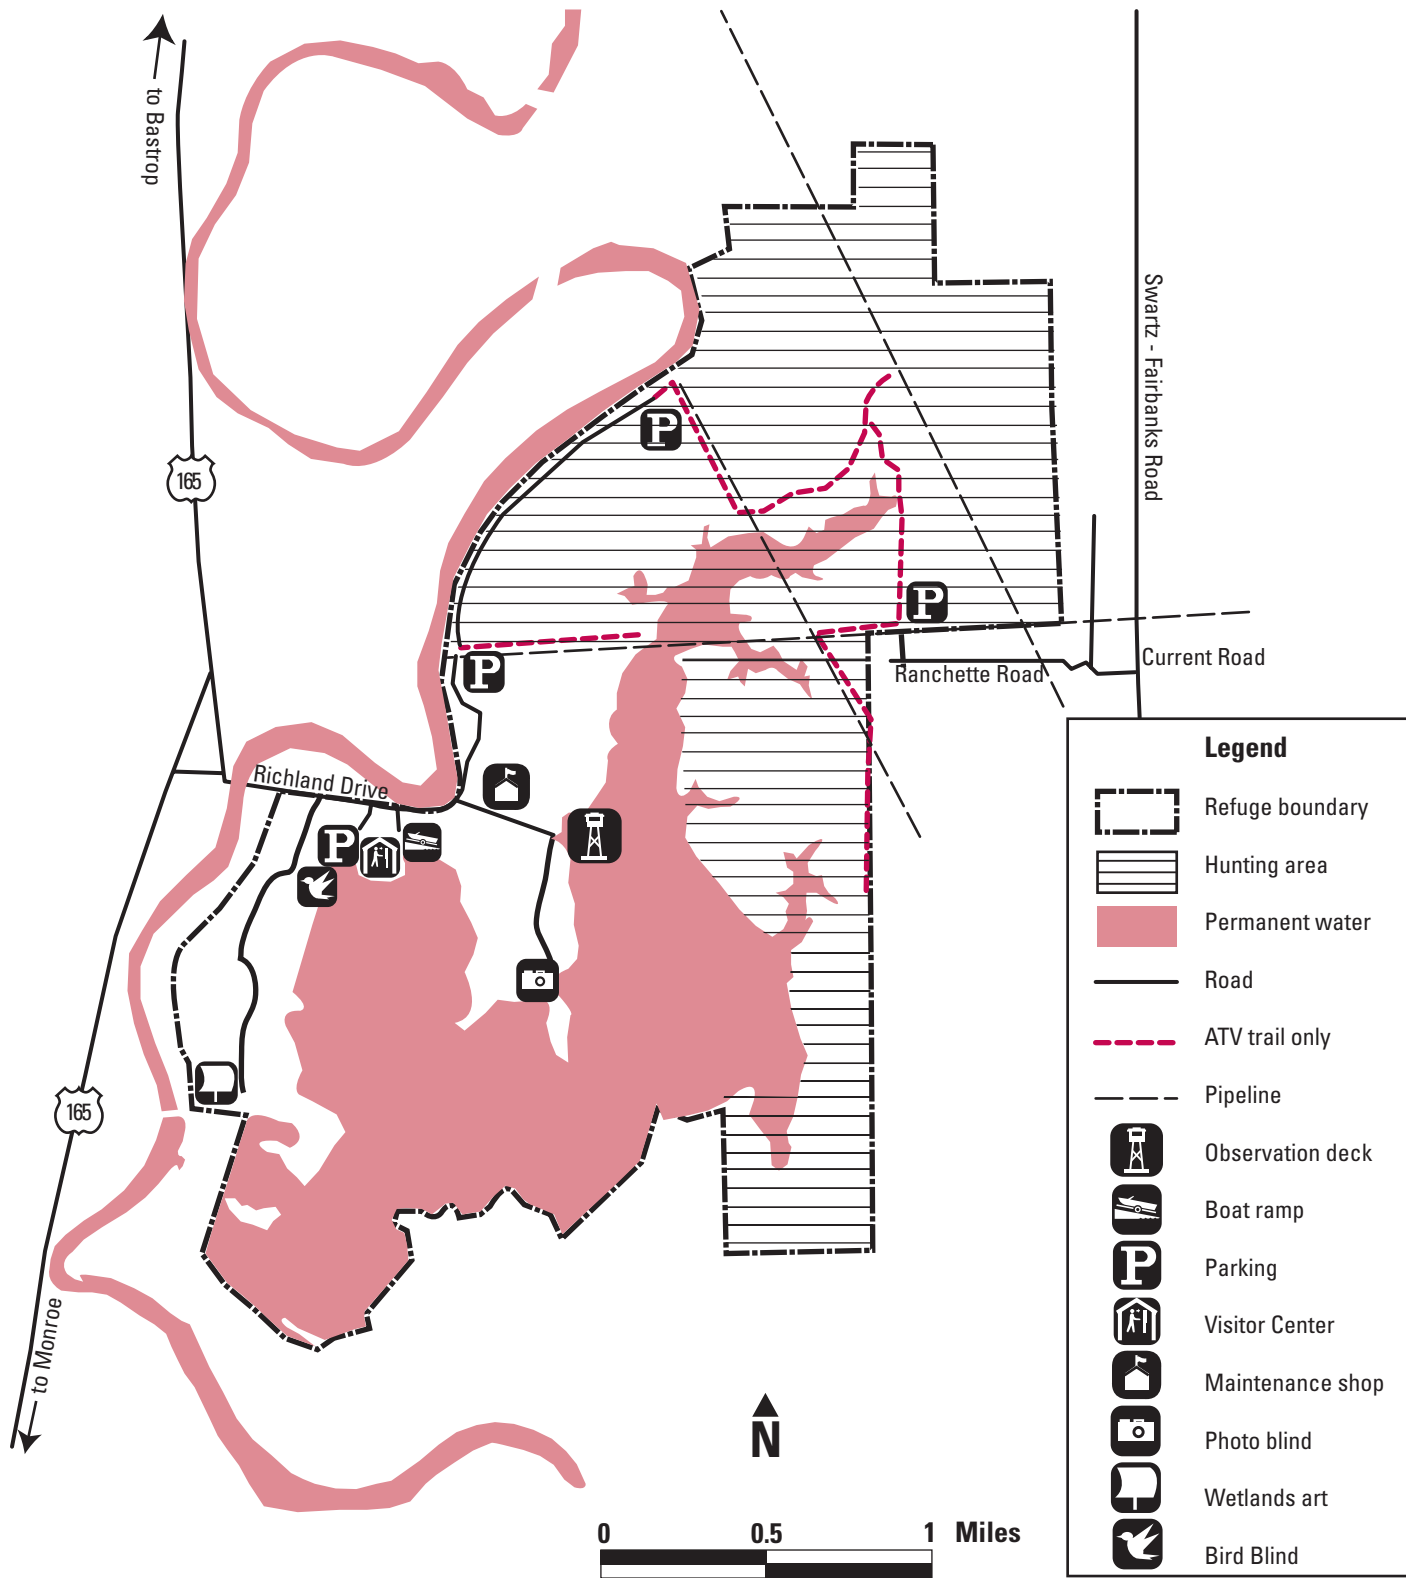 to Bastrop
165
Swartz - Fairbanks Road
P
P
Current Road
Ranchette Road
P
Richland Drive
P
165
to Monroe
N
0 0.5 1 Miles
Legend
Refuge boundary
Hunting area
Permanent water
Road
ATV trail only
Pipeline
Observation deck
Boat ramp
P Parking
Visitor Center
Maintenance shop
Photo blind
Wetlands art
Bird Blind